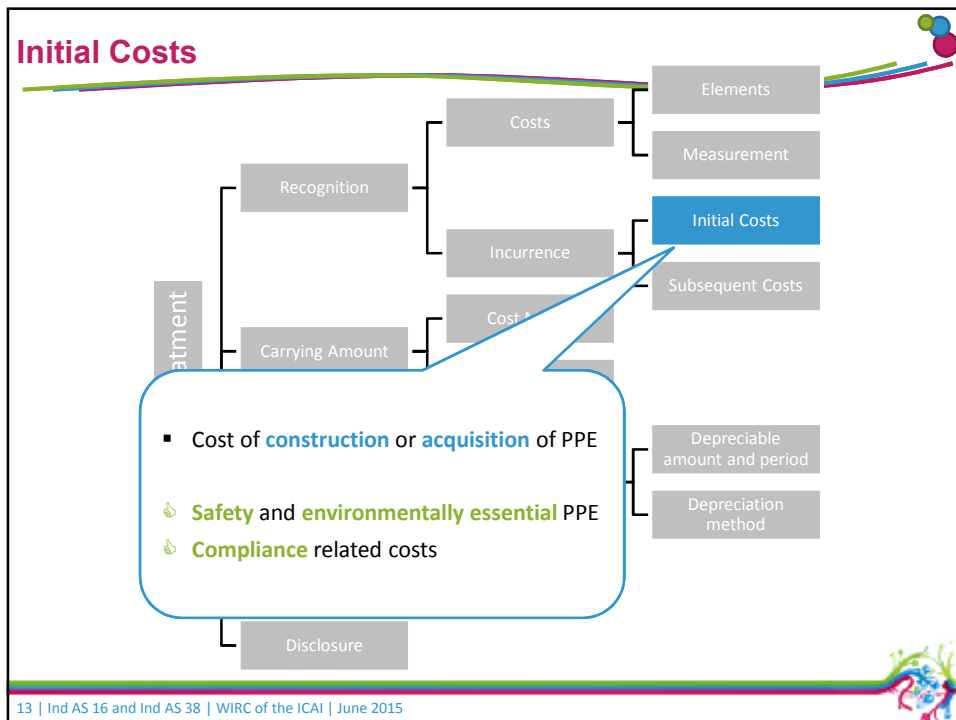 Initial Costs
Elements
Costs
Measurement
Recognition
Initial Costs
Incurrence
Subsequent Costs
Cost
Carrying Amount
▪ Cost of construction or acquisition of PPE
Safety and environmentally essential PPE
Compliance related costs
Depreciable
amount and period
Depreciation
method
Disclosure
13 | Ind AS 16 and Ind AS 38 | WIRC of the ICAI | June 2015